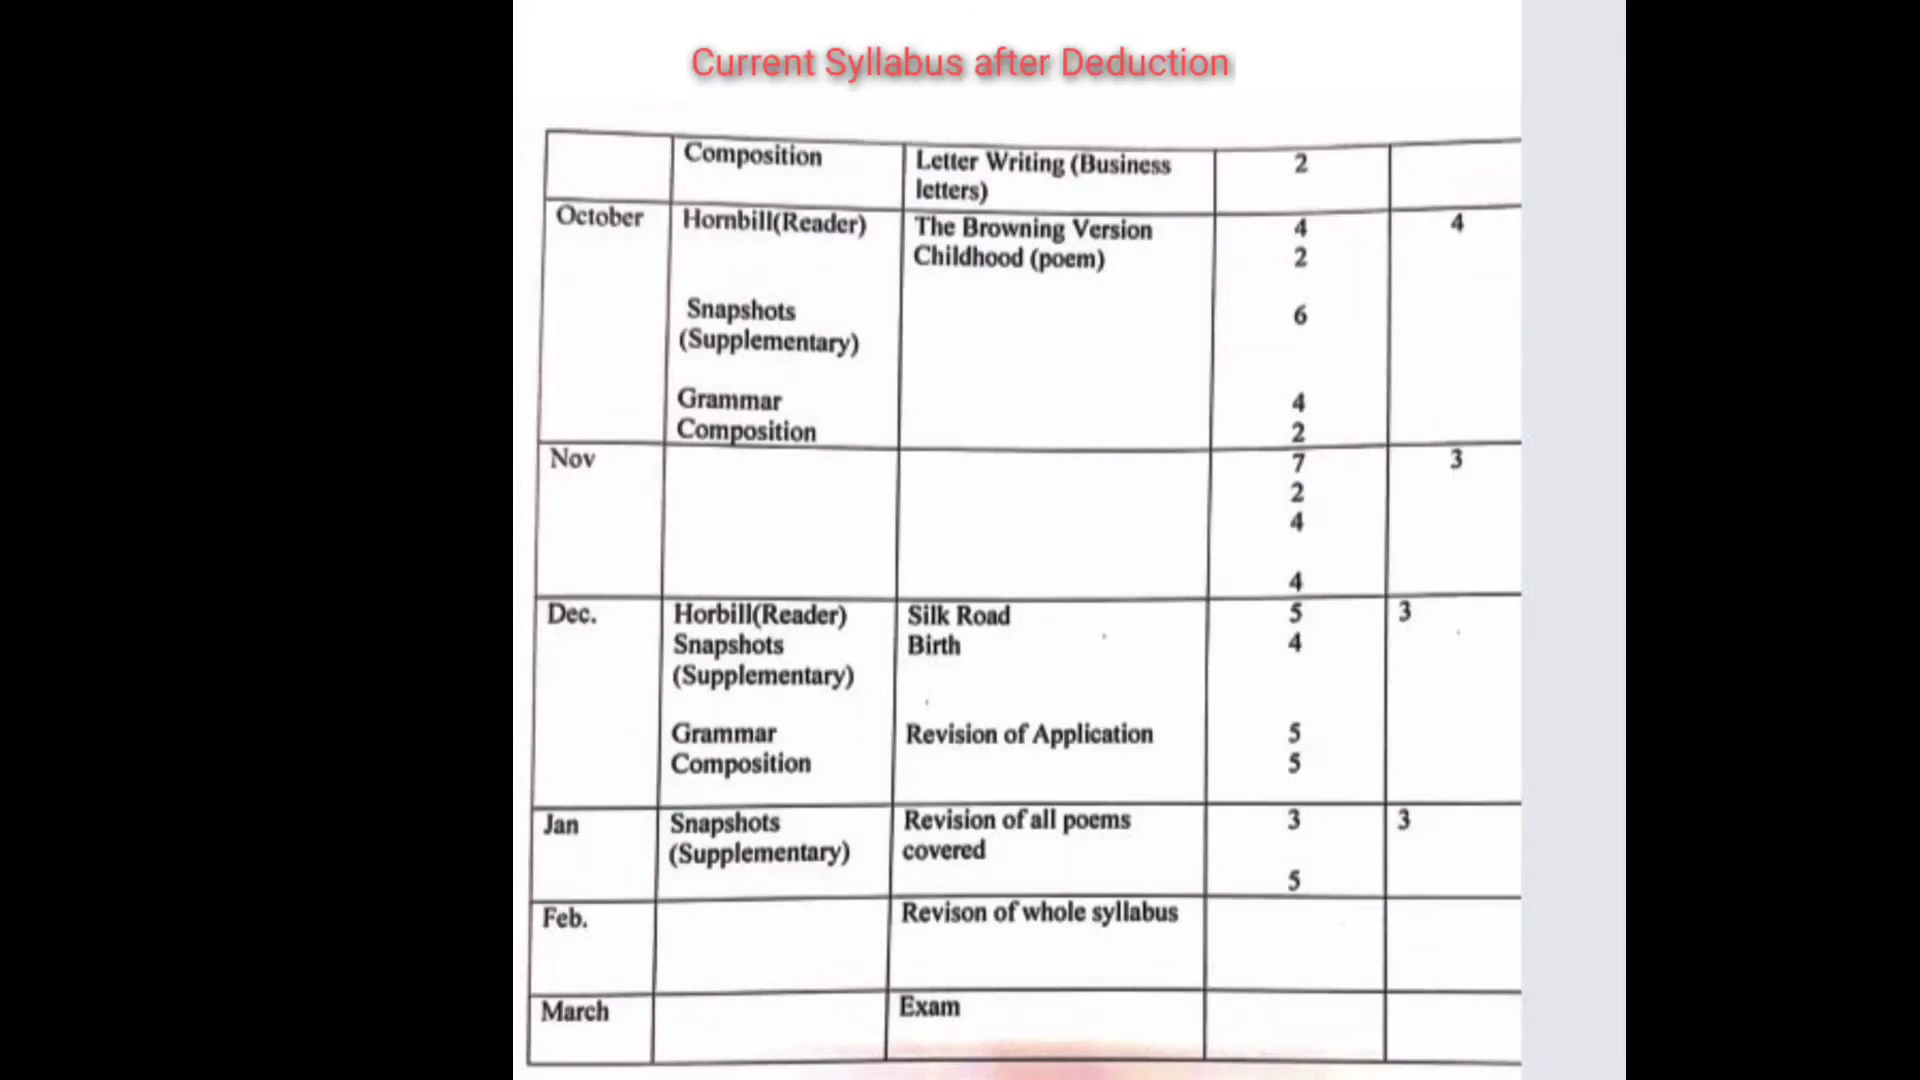 Current Syllabus after Deduction
Composition Letter Writing (Business 2
letters)
October Hornbill(Reader) The Browning Version 4 4
Childhood (poem) 2
Snapshots 6
(Supplementary)
Grammar 4
Composition 2
Nov 7 3
2
4
4
Dec. Horbill(Reader) Silk Road 5 3
Snapshots Birth 4
(Supplementary)
Grammar Revision of Application 5
Composition 5
Jan Snapshots Revision of all poems 3 3
(Supplementary) covered
5
Feb. Revison of whole syllabus
March Exam